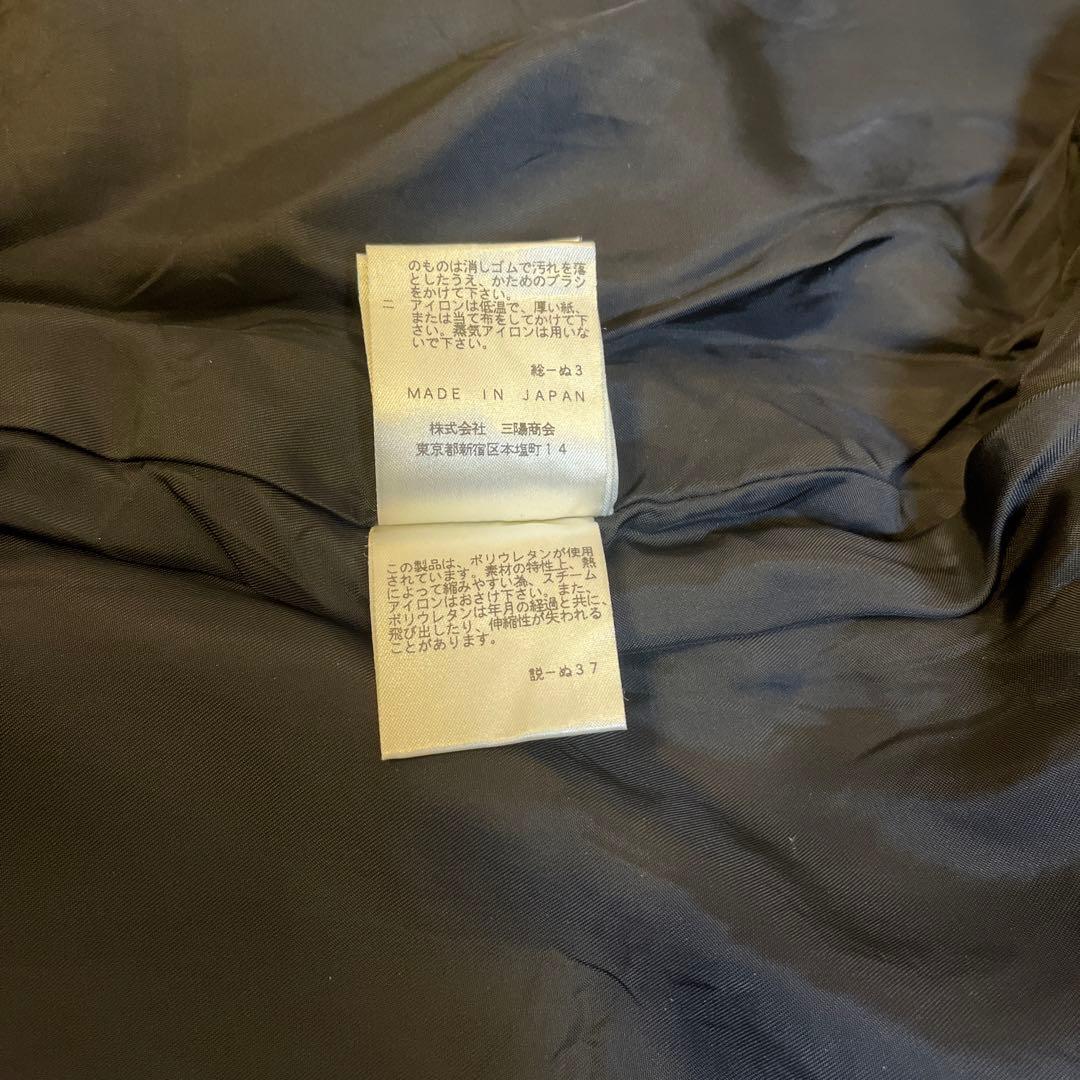 のものは消しゴムで汚れを落
としたうえ、かためのブラシ
をかけて下さい。
ニ アイロンは低温で、厚い紙、
または当て布をしてかけて下
さい。蒸気アイロンは用いな
いで下さい。
総ーぬ3
MADE IN JAPAN
株式会社 三陽商会
東京都新宿区本塩町14
この製品は、ポリウレタンが使用
されています。素材の特性上、熱
によって縮みやすい為、スチーム
アイロンはおさけ下さい。また、
ポリウレタンは年月の経過と共に、
飛び出したり、伸縮性が失われる
ことがあります。
説ーぬ37